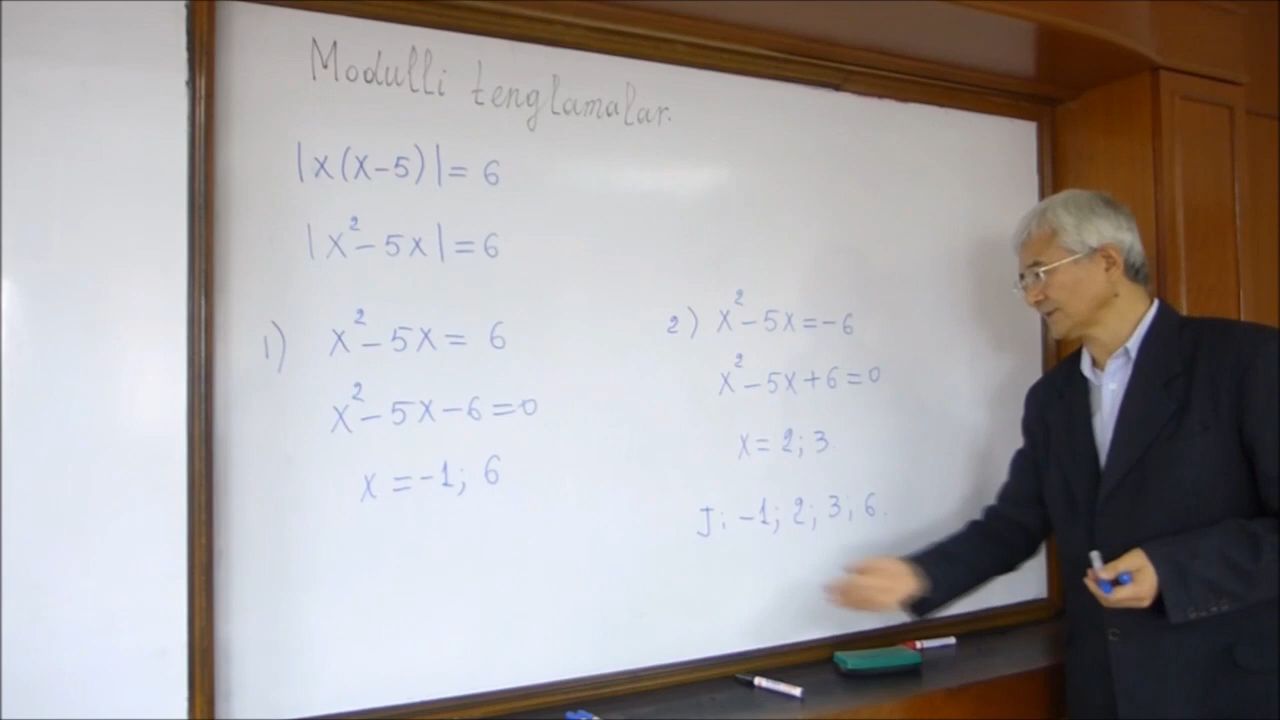 Modulli tenglamalar.
|x(x-5)|= 6
|x²-5x|=6
1) x²-5x= 6
x²-5x-6=0
x=-1; 6
2) x²-5x=-6
x²-5x+6=0
x=2; 3.
J: -1; 2; 3; 6.